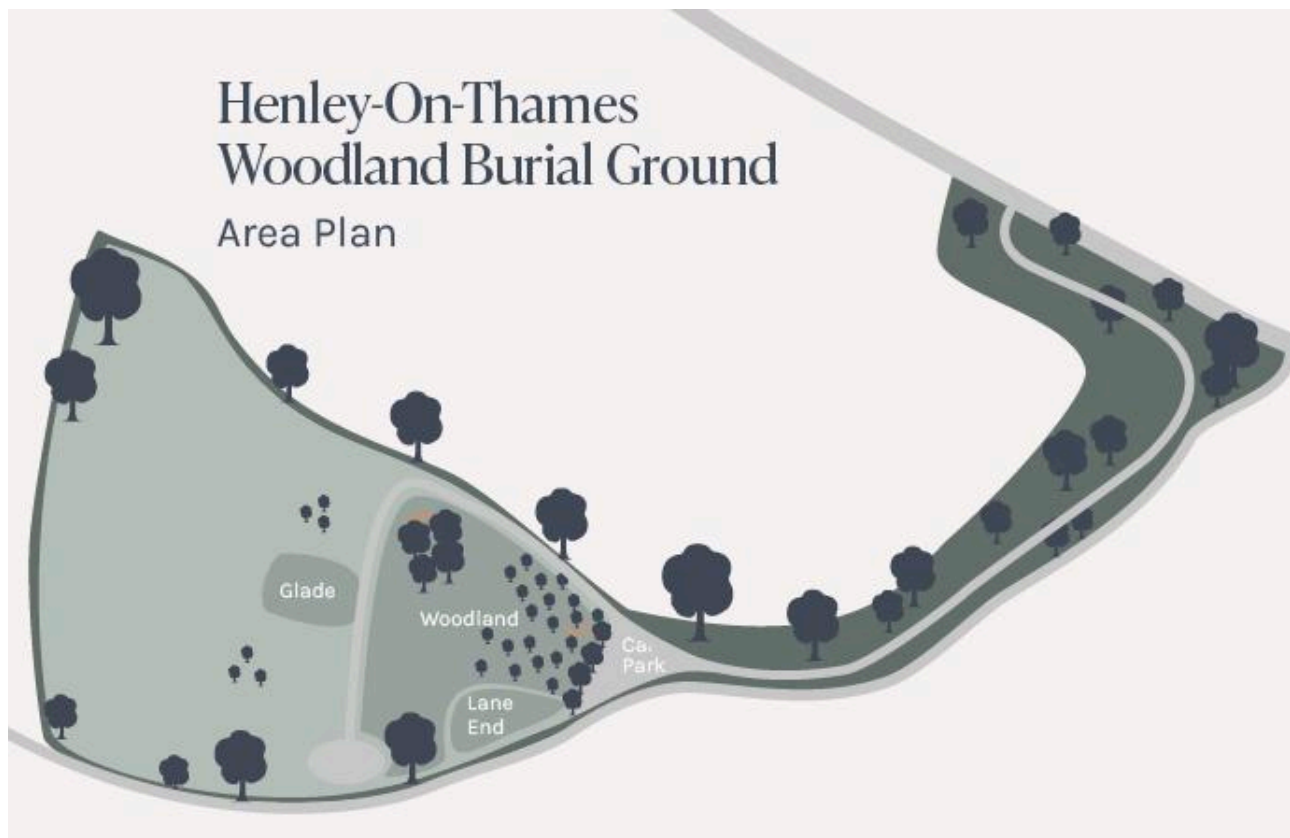 Henley-On-Thames
Woodland Burial Ground
Area Plan
Glade
Woodland
Park
Lane
End